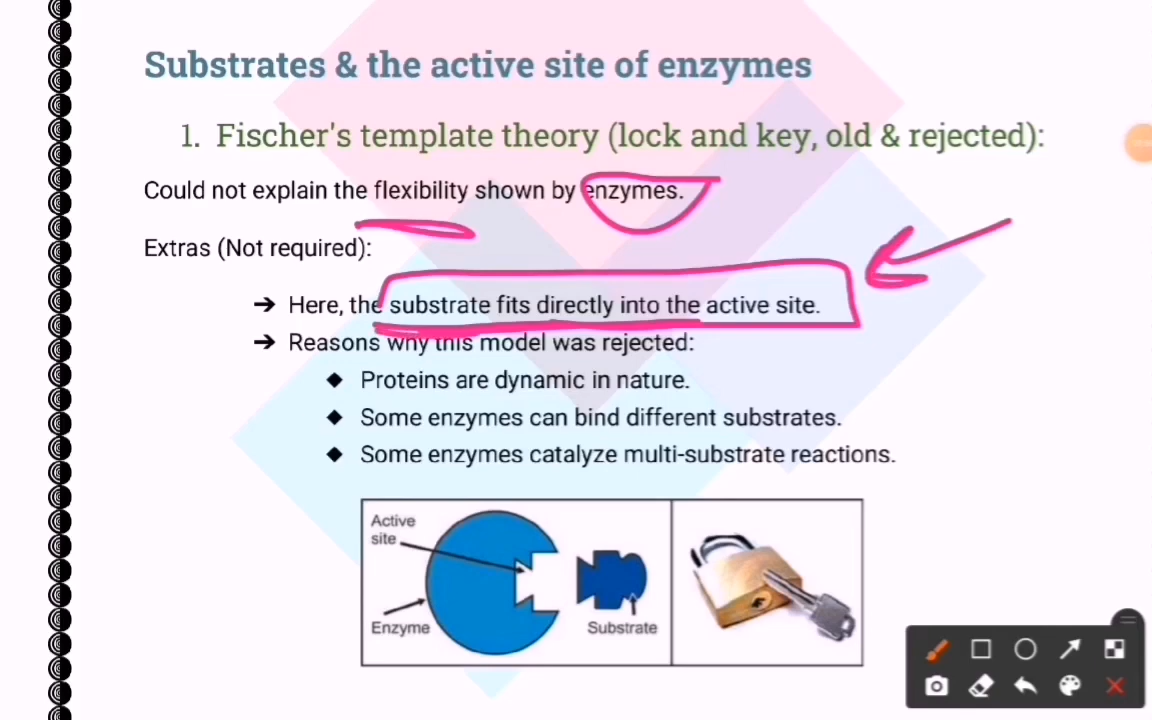 Substrates & the active site of enzymes
1. Fischer's template theory (lock and key, old & rejected):
Could not explain the flexibility shown by enzymes.
Extras (Not required):
➔ Here, the substrate fits directly into the active site.
➔ Reasons why this model was rejected:
◆ Proteins are dynamic in nature.
◆ Some enzymes can bind different substrates.
◆ Some enzymes catalyze multi-substrate reactions.
Active
site
Enzyme
Substrate